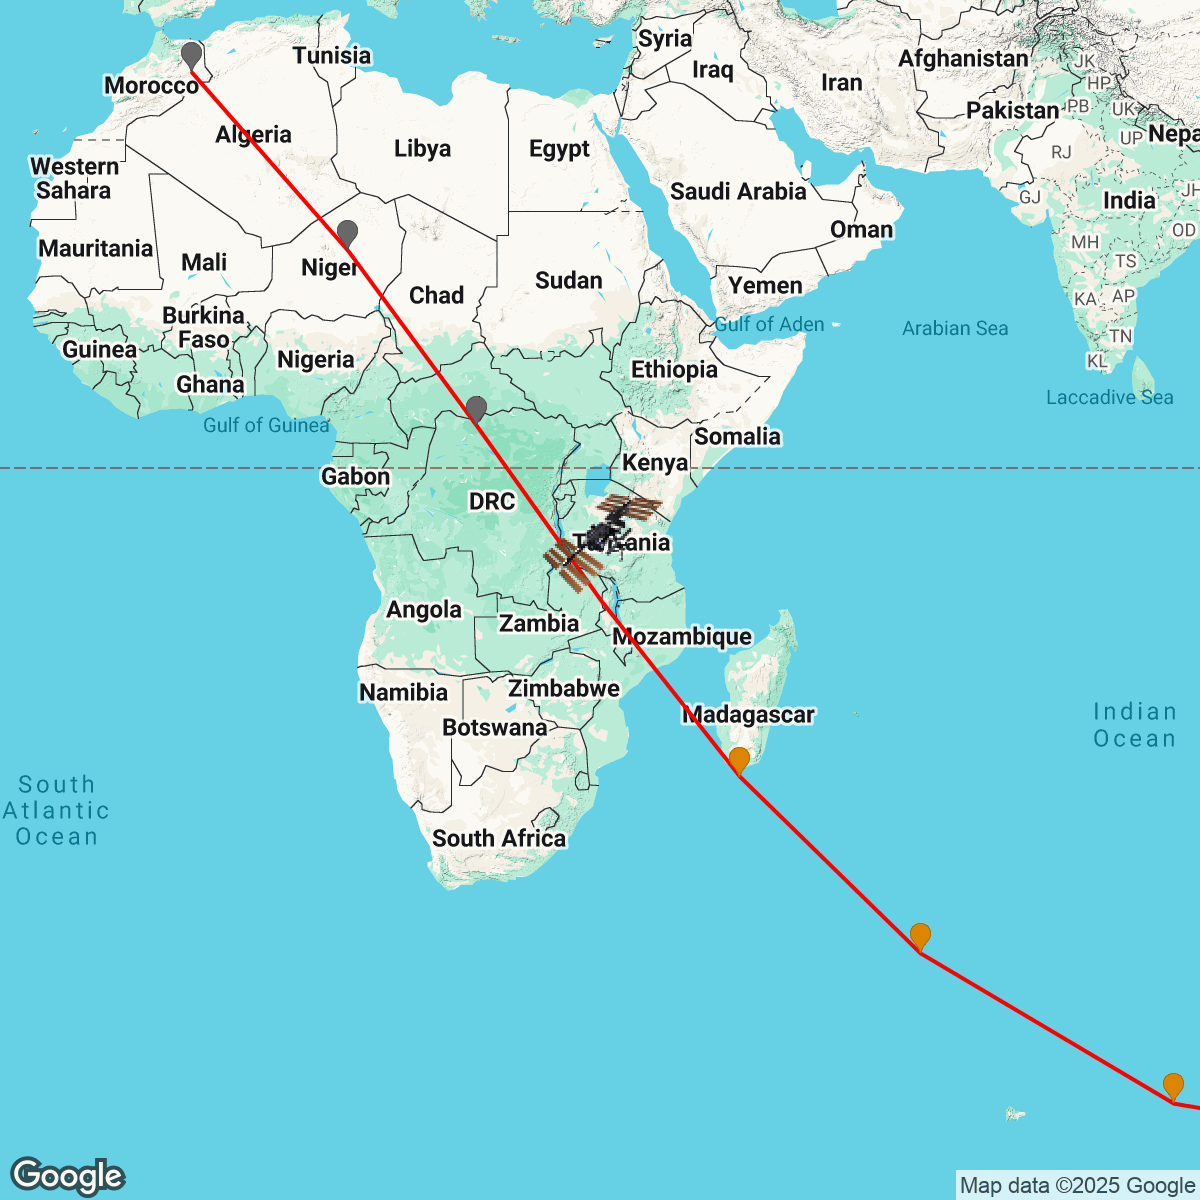 Syria
Afghanistan
Tunisia
JK
Iraq
Iran
HP
Morocco
Pakistan
PB
UK
Algeria
Nepa
UP
Libya
Egypt
RJ
Western
Sahara
Saudi Arabia
GJ
India
JH
Oman
OD
Mauritania
Mali
MH
Niger
TS
Sudan
Yemen
Chad
KA
AP
Burkina
Faso
Gulf of Aden
Arabian Sea
TN
Guinea
Nigeria
KL
Ethiopia
Ghana
Laccadive Sea
Gulf of Guinea
Somalia
Kenya
Gabon
DRC
Angola
Zambia
Mozambique
Namibia
Zimbabwe
Madagascar
Botswana
Indian
Ocean
South
Atlantic
Ocean
South Africa
Google
Map data ©2025 Google